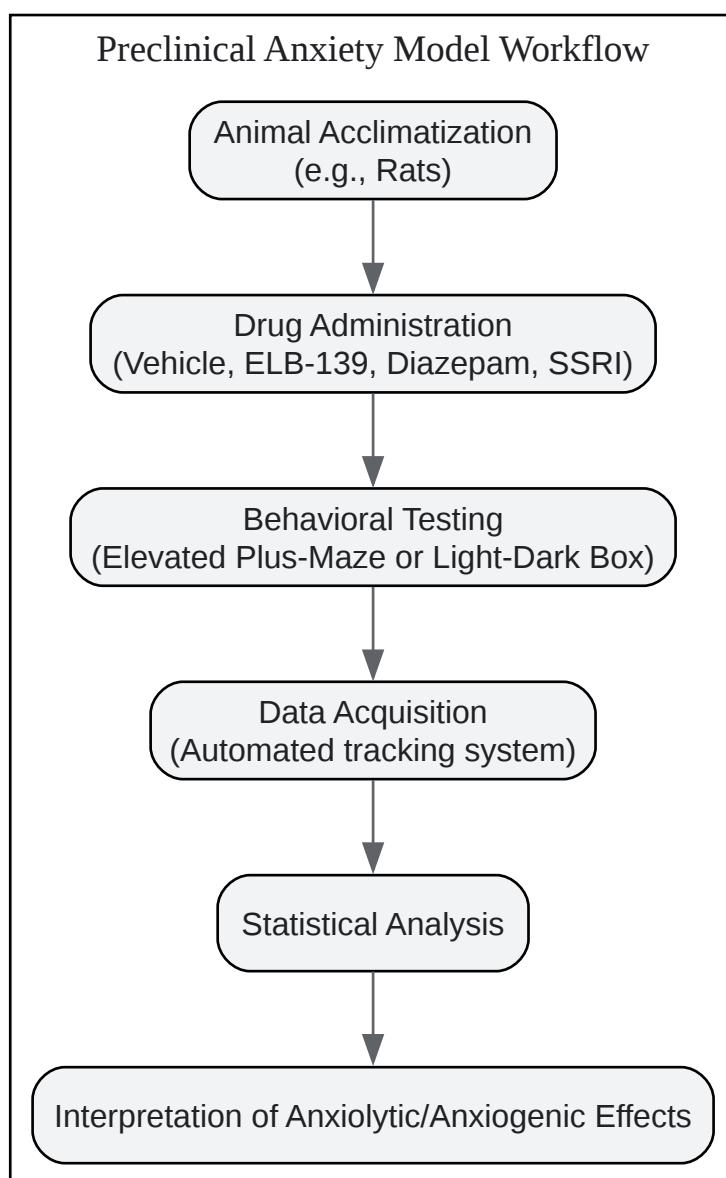 Preclinical Anxiety Model Workflow
Animal Acclimatization
(e.g., Rats)
Drug Administration
(Vehicle, ELB-139, Diazepam, SSRI)
Behavioral Testing
(Elevated Plus-Maze or Light-Dark Box)
Data Acquisition
(Automated tracking system)
Statistical Analysis
Interpretation of Anxiolytic/Anxiogenic Effects